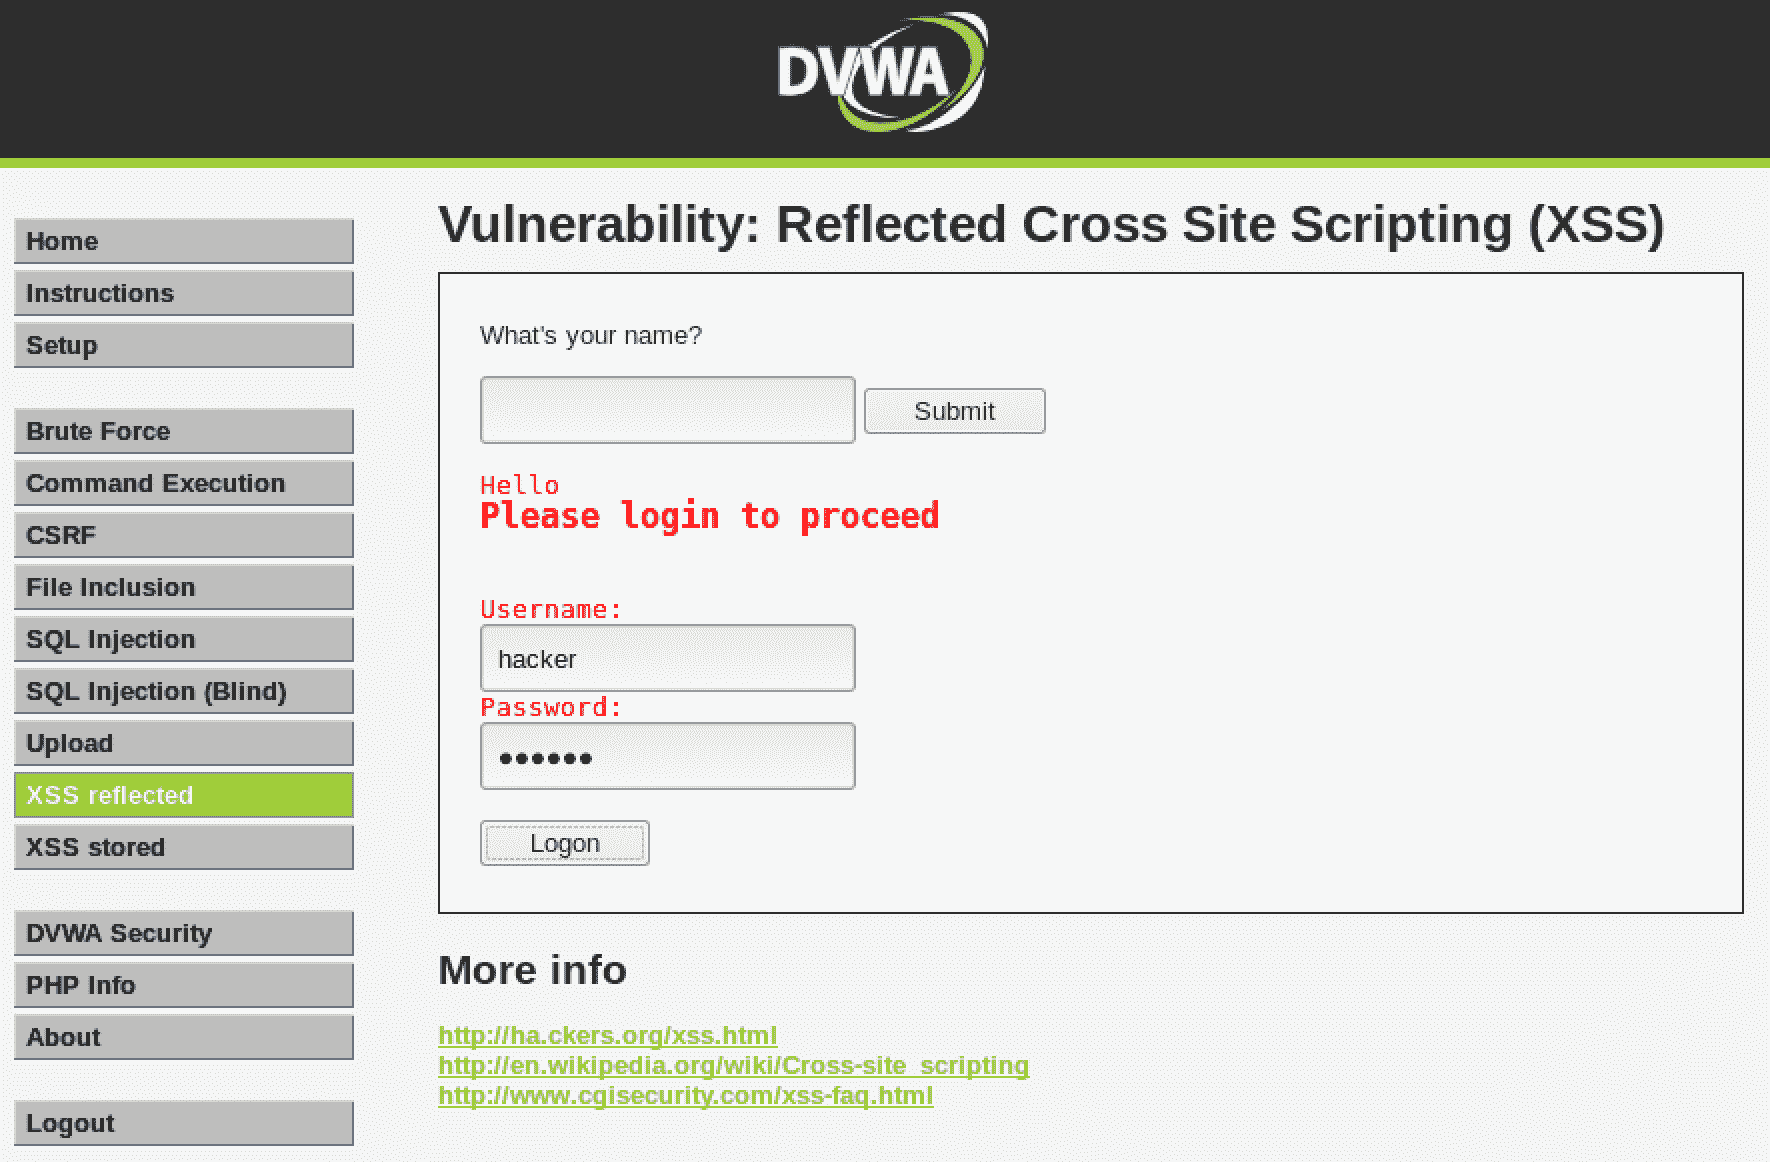 DVWA
Vulnerability: Reflected Cross Site Scripting (XSS)
Home
Instructions
Setup
Brute Force
Command Execution
CSRF
File Inclusion
SQL Injection
SQL Injection (Blind)
Upload
XSS reflected
XSS stored
DVWA Security
PHP Info
About
Logout
What's your name?
Submit
Hello
Please login to proceed
Username:
hacker
Password:
••••••
Logon
More info
http://ha.ckers.org/xss.html
http://en.wikipedia.org/wiki/Cross-site_scripting
http://www.cgisecurity.com/xss-faq.html